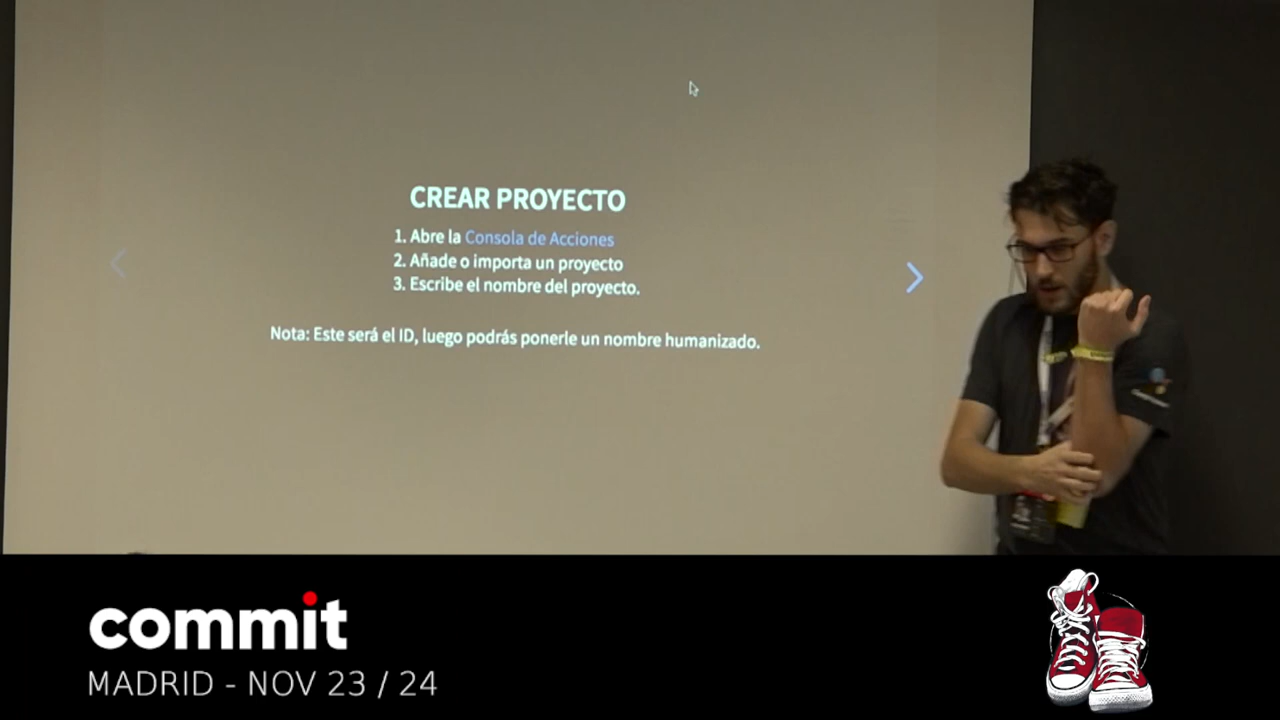 CREAR PROYECTO
1. Abre la Consola de Acciones
2. Añade o importa un proyecto
3. Escribe el nombre del proyecto.
Nota: Este será el ID, luego podrás ponerle un nombre humanizado.
commit
MADRID - NOV 23 / 24